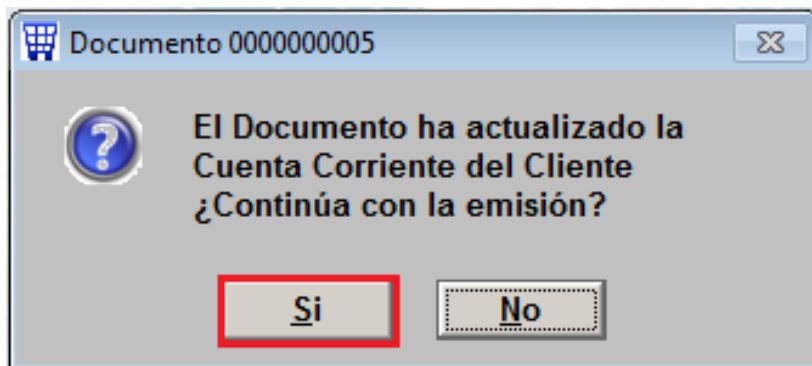 Documento 0000000005
El Documento ha actualizado la
Cuenta Corriente del Cliente
¿Continúa con la emisión?
Si
No